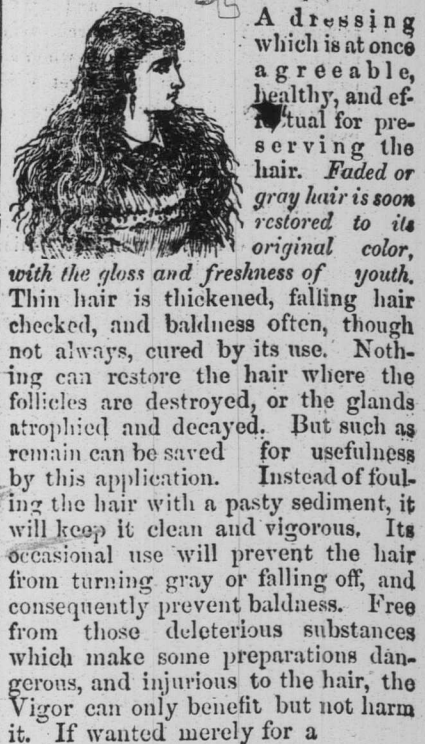 A dressing
which is at once
agreeable,
healthy, and ef-
fectual for pre-
serving the
hair. Faded or
gray hair is soon
restored to its
original color,
with the gloss and freshness of youth.
Thin hair is thickened, falling hair
checked, and baldness often, though
not always, cured by its use. Noth-
ing can restore the hair where the
follicles are destroyed, or the glands
atrophied and decayed. But such as
remain can be saved for usefulness
by this application. Instead of foul-
ing the hair with a pasty sediment, it
will keep it clean and vigorous. Its
occasional use will prevent the hair
from turning gray or falling off, and
consequently prevent baldness. Free
from those deleterious substances
which make some preparations dan-
gerous, and injurious to the hair, the
Vigor can only benefit but not harm
it. If wanted merely for a